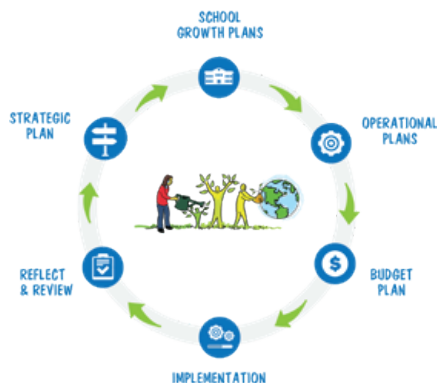 SCHOOL
GROWTH PLANS
OPERATIONAL
PLANS
$
BUDGET
PLAN
IMPLEMENTATION
REFLECT
& REVIEW
STRATEGIC
PLAN